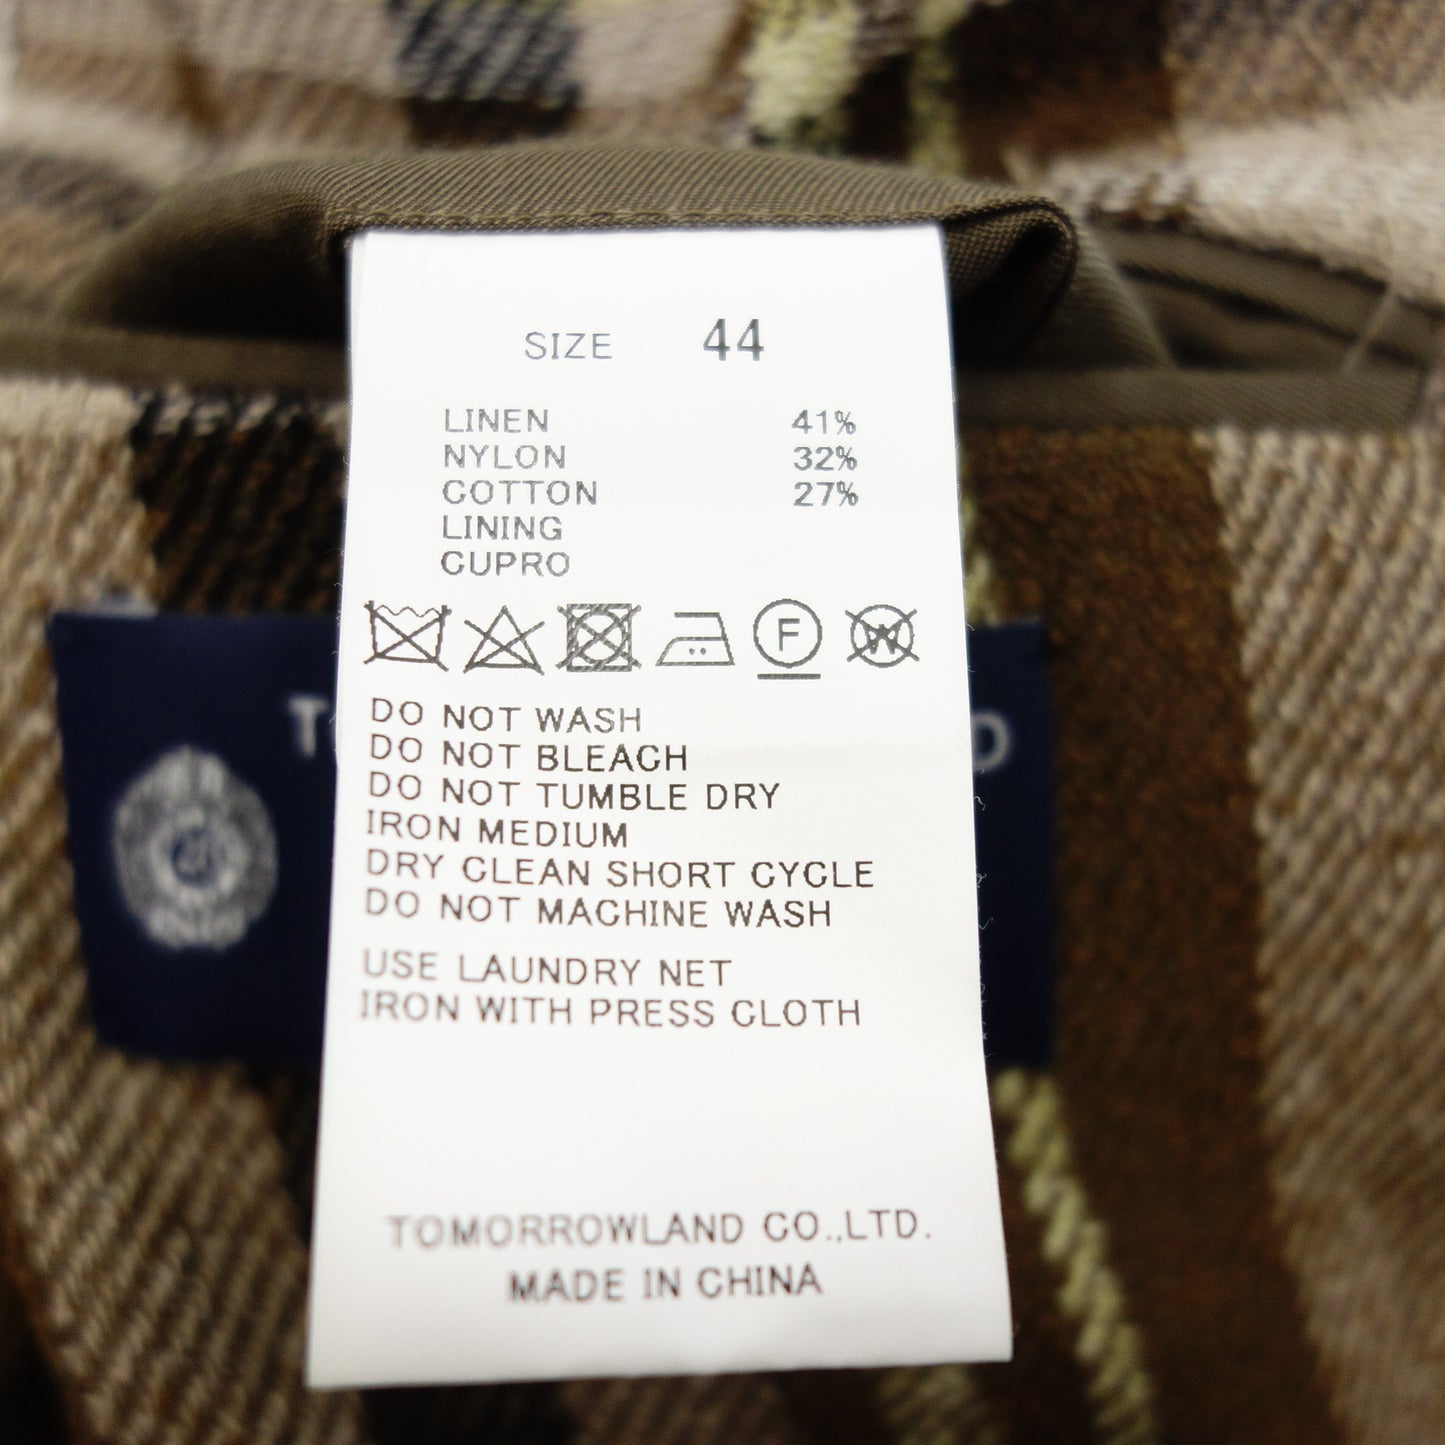 SIZE 44
LINEN 41%
NYLON 32%
COTTON 27%
LINING
CUPRO
F W
DO NOT WASH
DO NOT BLEACH
DO NOT TUMBLE DRY
IRON MEDIUM
DRY CLEAN SHORT CYCLE
DO NOT MACHINE WASH
USE LAUNDRY NET
IRON WITH PRESS CLOTH
TOMORROWLAND CO.,LTD.
MADE IN CHINA